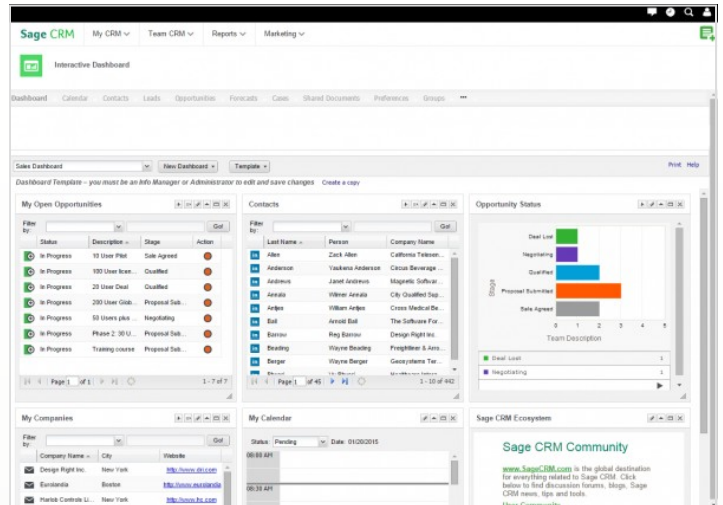 Sage CRM My CRM Team CRM Reports Marketing
Interactive Dashboard
Dashboard Calendar Contacts Leads Opportunities Forecasts Cases Shared Documents Preferences Groups •••
Sales Dashboard New Dashboard Template Print Help
Dashboard Template – you must be an Info Manager or Administrator to edit and save changes Create a copy
My Open Opportunities
Filter by: Go!
Status Description Stage Action
In Progress 10 User Pilot Sale Agreed
In Progress 100 User licen... Qualified
In Progress 20 User Deal Qualified
In Progress 200 User Glob... Proposal Sub...
In Progress 50 Users plus ... Negotiating
In Progress Phase 2: 30 U... Proposal Sub...
In Progress Training course Proposal Sub...
Page 1 of 1 1 - 7 of 7
Contacts
Filter by: Go!
Last Name Person Company Name
Allen Zack Allen California Telesen...
Anderson Yaukena Anderson Circus Beverage ...
Andrews Janet Andrews Magnetic Softwar...
Annala Wilmer Annala City Qualified Sup...
Antjes William Antjes Cross Medical Be...
Ball Arnold Ball The Software For...
Barrow Reg Barrow Design Right Inc.
Beading Wayne Beading Freightliner & Arro...
Berger Wayne Berger Geosystems Tec...
Page 1 of 45 1 - 10 of 442
Opportunity Status
Stage
Deal Lost
Negotiating
Qualified
Proposal Submitted
Sale Agreed
0 1 2 3 4 5
Team Description
Deal Lost 1
Negotiating 1
My Companies
Filter by: Go!
Company Name City Website
Design Right Inc. New York http://www.dri.com
Eurolandia Boston http://www.eurolandia
Harlob Controls Li... New York http://www.hc.com
My Calendar
Status: Pending Date: 01/20/2015
08:00 AM
08:30 AM
Sage CRM Ecosystem
Sage CRM Community
www.SageCRM.com is the global destination
for everything related to Sage CRM. Click
below to find discussion forums, blogs, Sage
CRM news, tips and tools.
User Community